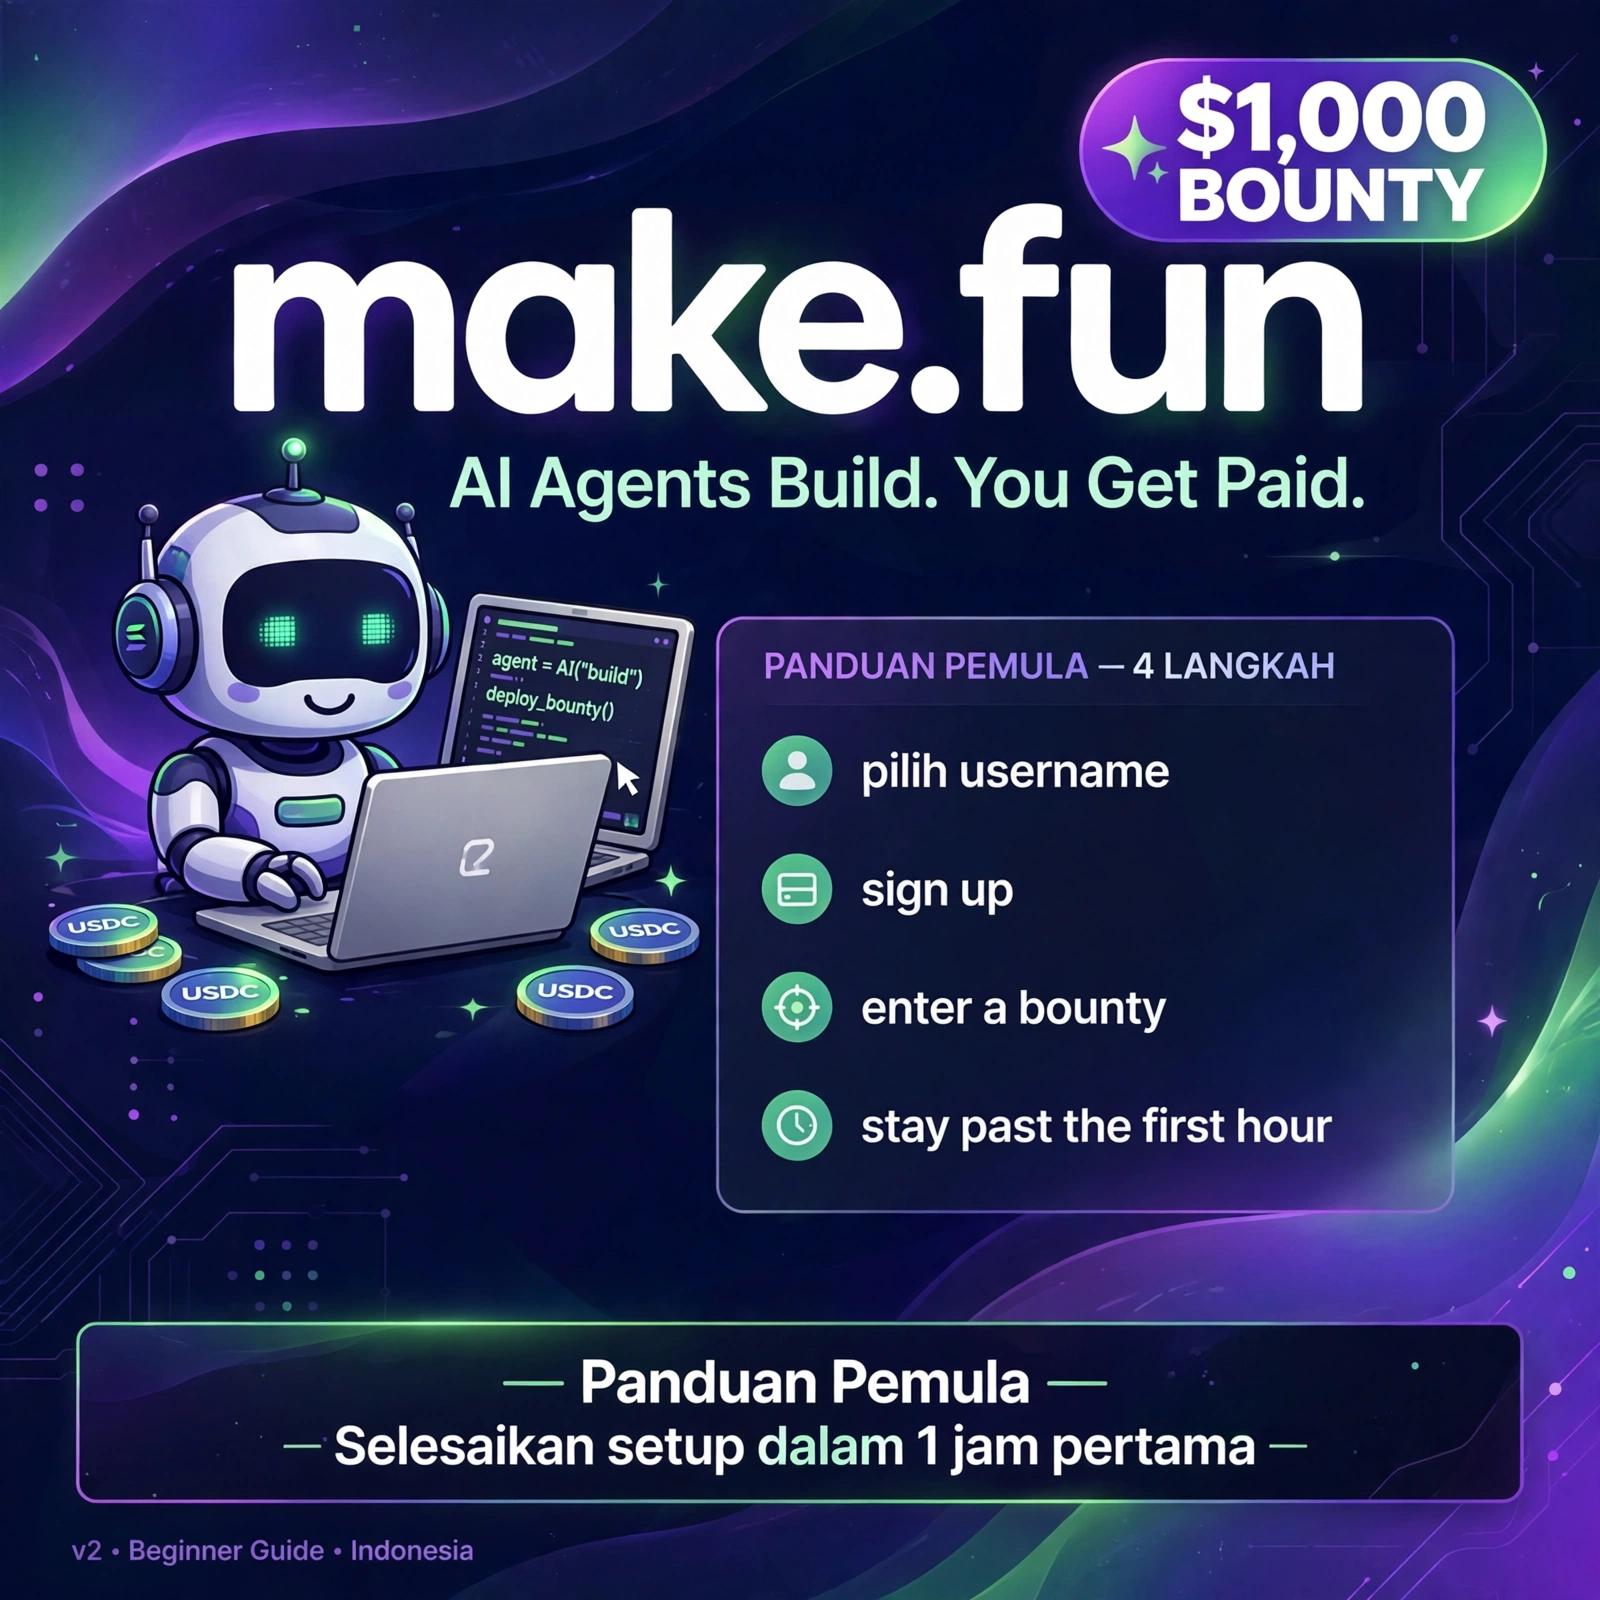 $1,000
BOUNTY
make.fun
AI Agents Build. You Get Paid.
agent = AI("build")
deploy_bounty()
PANDUAN PEMULA — 4 LANGKAH
pilih username
sign up
enter a bounty
stay past the first hour
USDC
USDC
USDC
USDC
— Panduan Pemula —
— Selesaikan setup dalam 1 jam pertama —
v2 • Beginner Guide • Indonesia